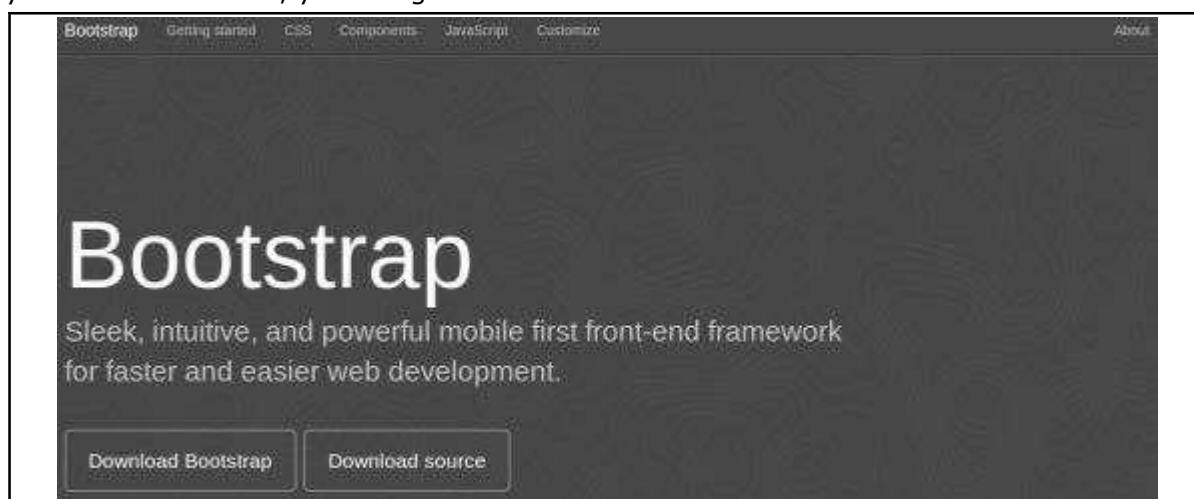 Bootstrap Getting started CSS Components JavaScript Customize About
Bootstrap
Sleek, intuitive, and powerful mobile first front-end framework
for faster and easier web development.
Download Bootstrap Download source